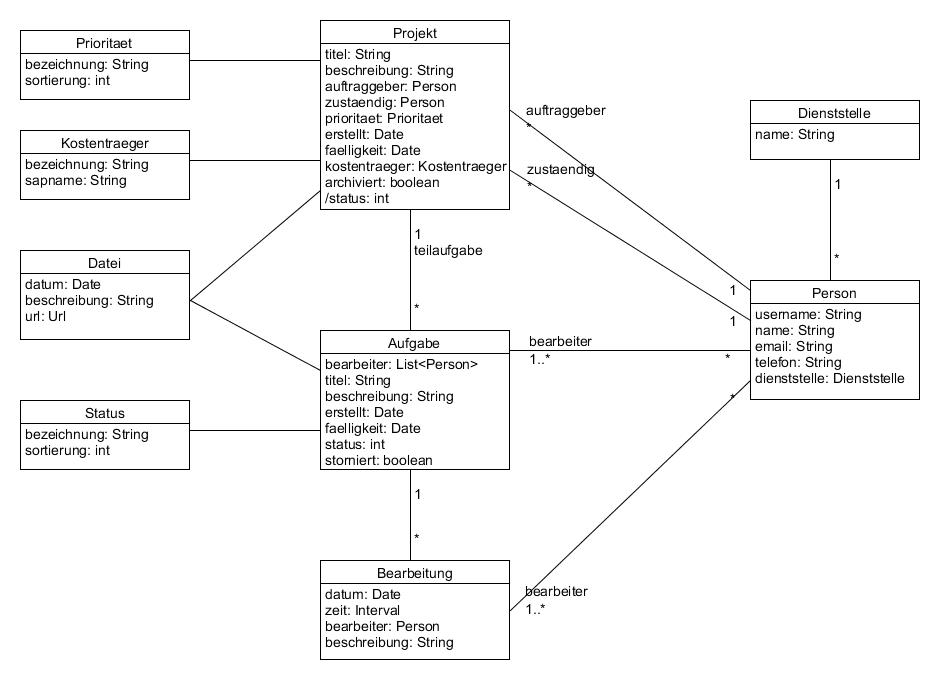 Prioritaet
bezeichnung: String
sortierung: int
Kostentraeger
bezeichnung: String
sapname: String
Datei
datum: Date
beschreibung: String
url: Url
Status
bezeichnung: String
sortierung: int
Projekt
titel: String
beschreibung: String
auftraggeber: Person
zustaendig: Person
prioritaet: Prioritaet
erstellt: Date
faelligkeit: Date
kostentraeger: Kostentraeger
archiviert: boolean
/status: int
1
teilaufgabe
*
Aufgabe
bearbeiter: List<Person>
titel: String
beschreibung: String
erstellt: Date
faelligkeit: Date
status: int
storniert: boolean
1
*
Bearbeitung
datum: Date
zeit: Interval
bearbeiter: Person
beschreibung: String
auftraggeber
*
1
zustaendig
*
1
bearbeiter
1..*
*
bearbeiter
1..*
*
Dienststelle
name: String
1
*
Person
username: String
name: String
email: String
telefon: String
dienststelle: Dienststelle